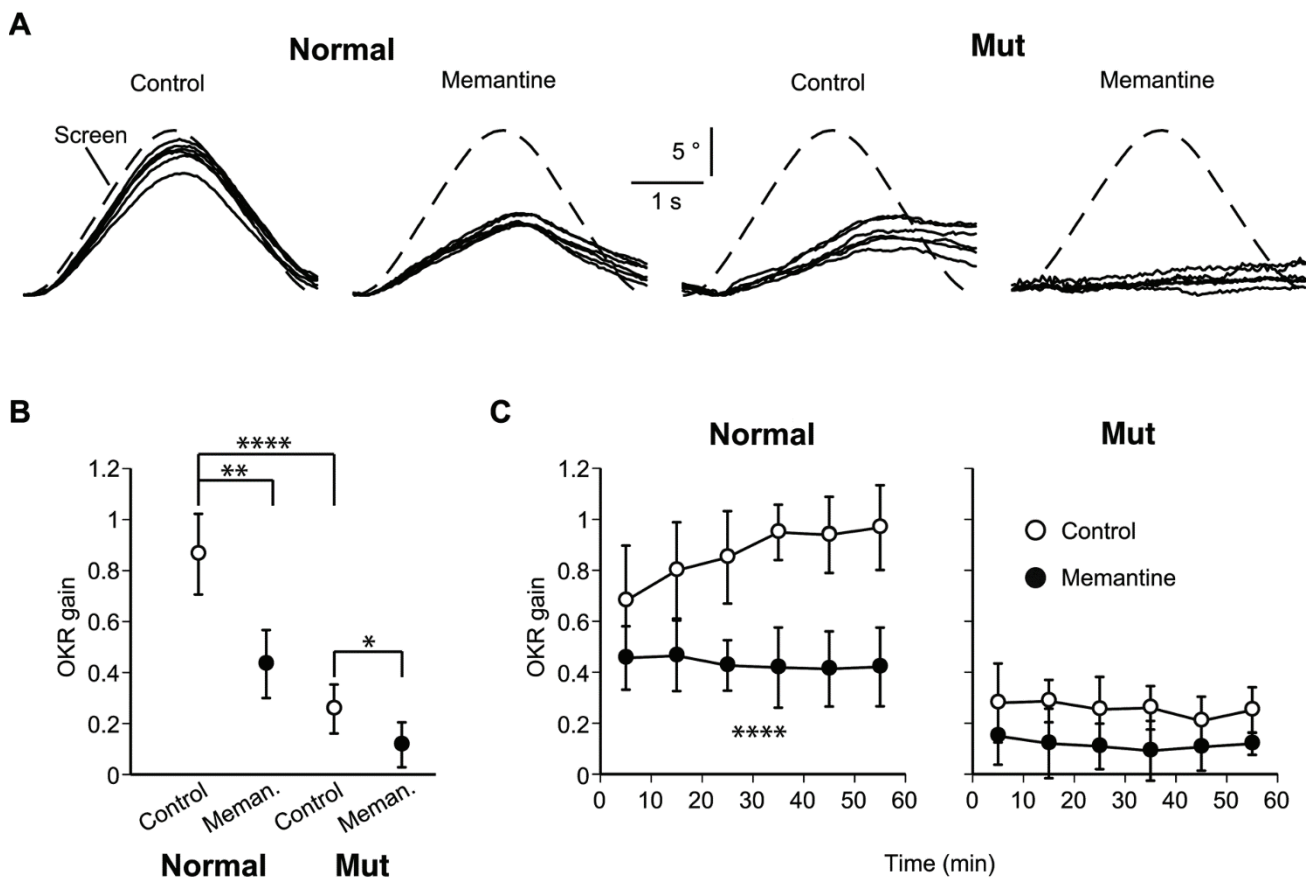 A
Normal
Mut
Control
Memantine
Control
Memantine
Screen
5 °
1 s
B
****
**
*
1.2
1
0.8
0.6
0.4
0.2
0
OKR gain
Control
Meman.
Control
Meman.
Normal
Mut
C
Normal
Mut
1.2
1
0.8
0.6
0.4
0.2
0
OKR gain
Control
Memantine
****
0 10 20 30 40 50 60
0 10 20 30 40 50 60
Time (min)